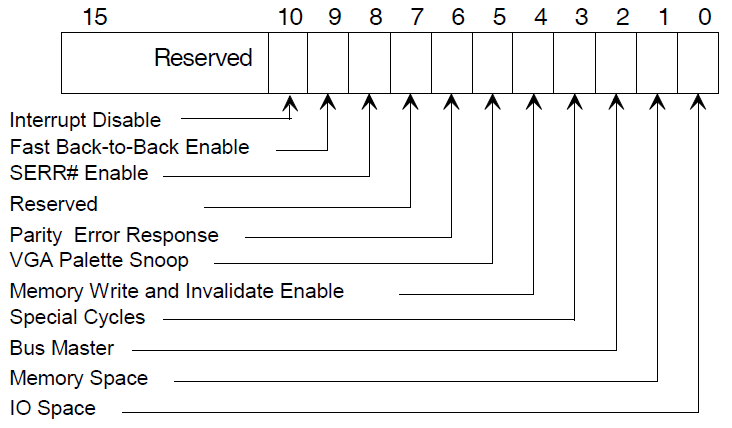 15 10 9 8 7 6 5 4 3 2 1 0
Reserved
Interrupt Disable
Fast Back-to-Back Enable
SERR# Enable
Reserved
Parity Error Response
VGA Palette Snoop
Memory Write and Invalidate Enable
Special Cycles
Bus Master
Memory Space
IO Space